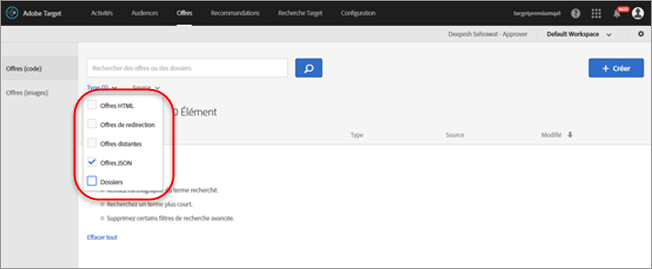 Adobe Target Activités Audiences Offres Recommandations Recherche Target Configuration targetpremiumqa1
Deepesh Sehrawat - Approver Default Workspace
Offres (code)
Rechercher des offres ou des dossiers
+ Créer
Offres (images)
Type (1) Source
Offres HTML
0 Élément
Offres de redirection
Type Source Modifié
Offres distantes
Offres JSON
Dossiers
du terme recherché.
Recherchez un terme plus court.
Supprimez certains filtres de recherche avancée.
Effacer tout